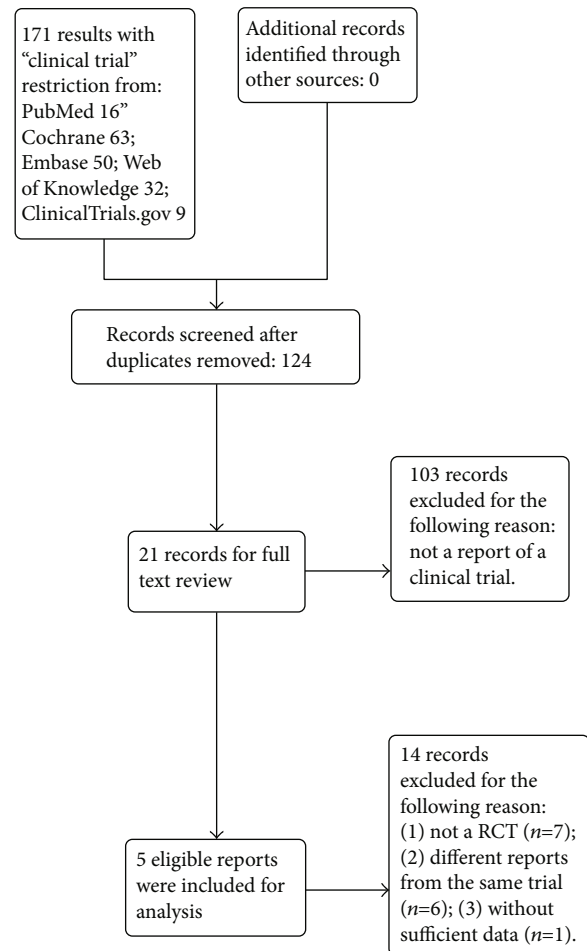 171 results with
“clinical trial”
restriction from:
PubMed 16”
Cochrane 63;
Embase 50; Web
of Knowledge 32;
ClinicalTrials.gov 9
Additional records
identified through
other sources: 0
Records screened after
duplicates removed: 124
103 records
excluded for the
following reason:
not a report of a
clinical trial.
21 records for full
text review
14 records
excluded for the
following reason:
(1) not a RCT (n=7);
(2) different reports
from the same trial
(n=6); (3) without
sufficient data (n=1).
5 eligible reports
were included for
analysis